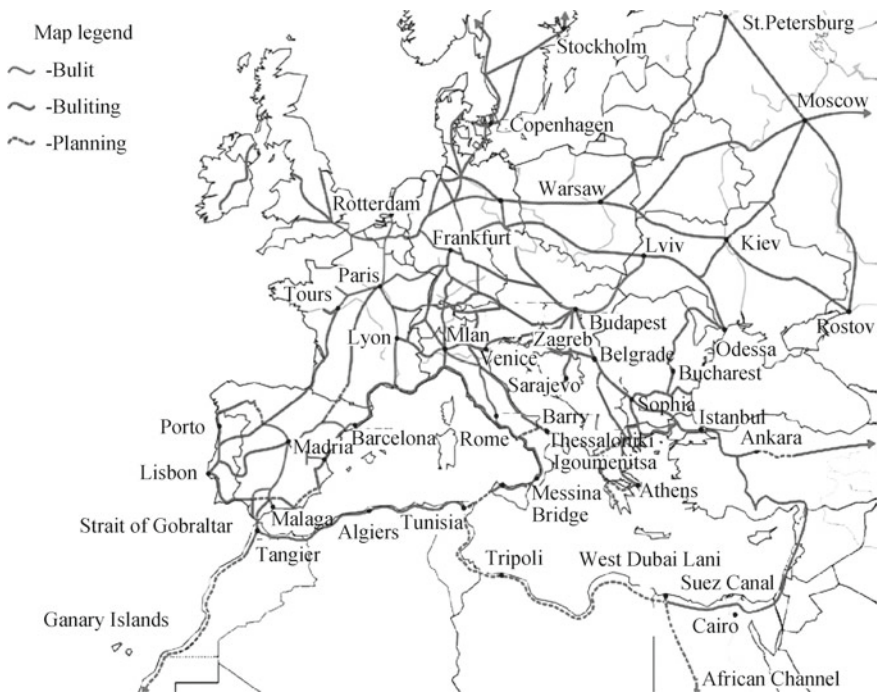 Map legend
-Bulit
-Buliting
-Planning
St.Petersburg
Stockholm
Moscow
Copenhagen
Warsaw
Rotterdam
Frankfurt
Lviv
Kiev
Paris
Tours
Budapest
Rostov
Lyon
Mlan
Zagreb
Odessa
Venice
Belgrade
Bucharest
Sarajevo
Sophia
Porto
Barry
Istanbul
Madria
Barcelona
Rome
Thessaloniki
Ankara
Igoumenitsa
Lisbon
Messina
Bridge
Athens
Malaga
Algiers
Tunisia
Strait of Gobraltar
Tangier
Tripoli
West Dubai Lani
Suez Canal
Ganary Islands
Cairo
African Channel